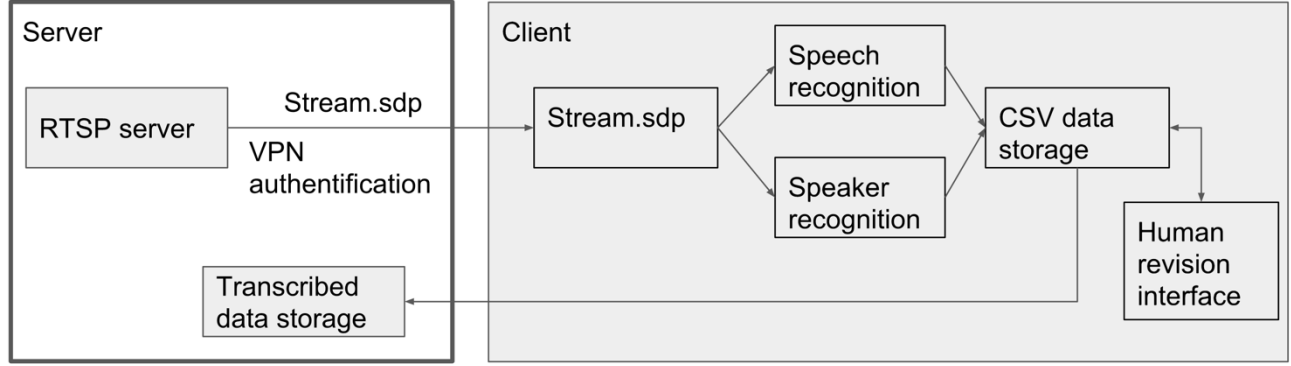 Server
RTSP server
Stream.sdp
VPN
authentification
Transcribed
data storage
Client
Stream.sdp
Speech
recognition
Speaker
recognition
CSV data
storage
Human
revision
interface